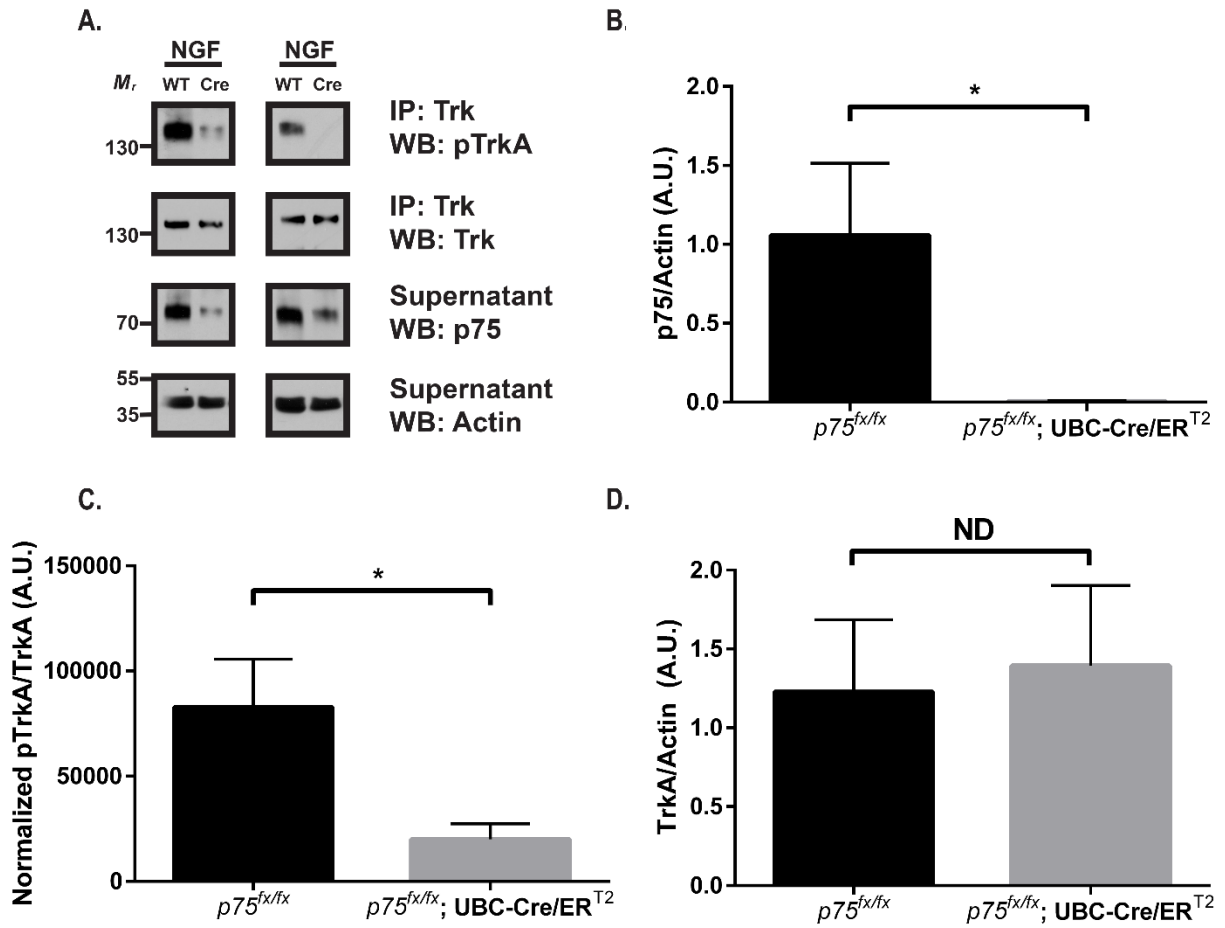 A.
NGF NGF
Mr WT Cre WT Cre
130
IP: Trk
WB: pTrkA
130
IP: Trk
WB: Trk
70
Supernatant
WB: p75
55
35
Supernatant
WB: Actin
B.
p75/Actin (A.U.)
2.0
1.5
1.0
0.5
0.0
*
p75fx/fx p75fx/fx; UBC-Cre/ERT2
C.
Normalized pTrkA/TrkA (A.U.)
150000
100000
50000
0
*
p75fx/fx p75fx/fx; UBC-Cre/ERT2
D.
TrkA/Actin (A.U.)
2.0
1.5
1.0
0.5
0.0
ND
p75fx/fx p75fx/fx; UBC-Cre/ERT2